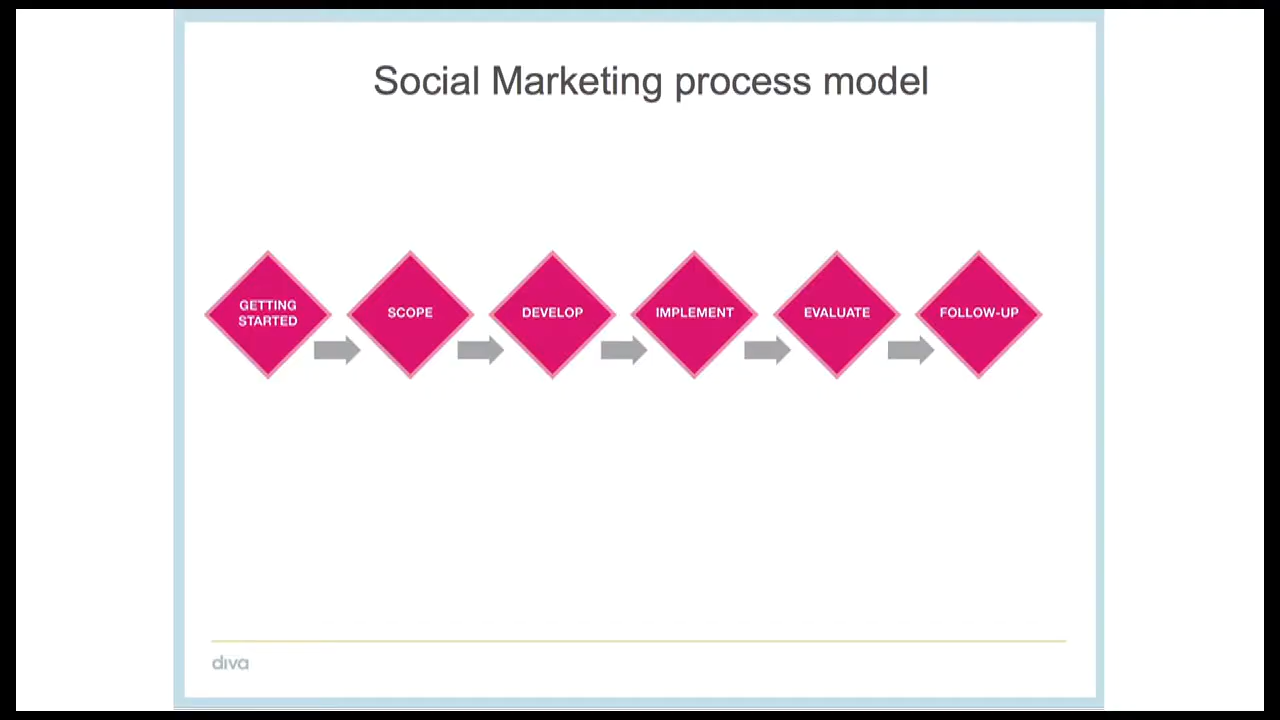 Social Marketing process model
GETTING
STARTED
SCOPE
DEVELOP
IMPLEMENT
EVALUATE
FOLLOW-UP
diva